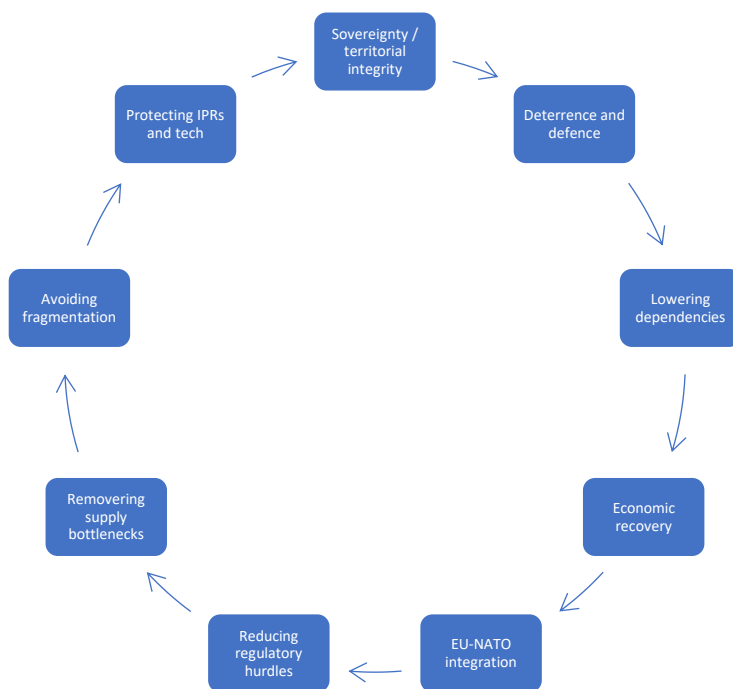 Sovereignty /
territorial
integrity
Deterrence and
defence
Lowering
dependencies
Economic
recovery
EU-NATO
integration
Reducing
regulatory
hurdles
Removering
supply
bottlenecks
Avoiding
fragmentation
Protecting IPRs
and tech